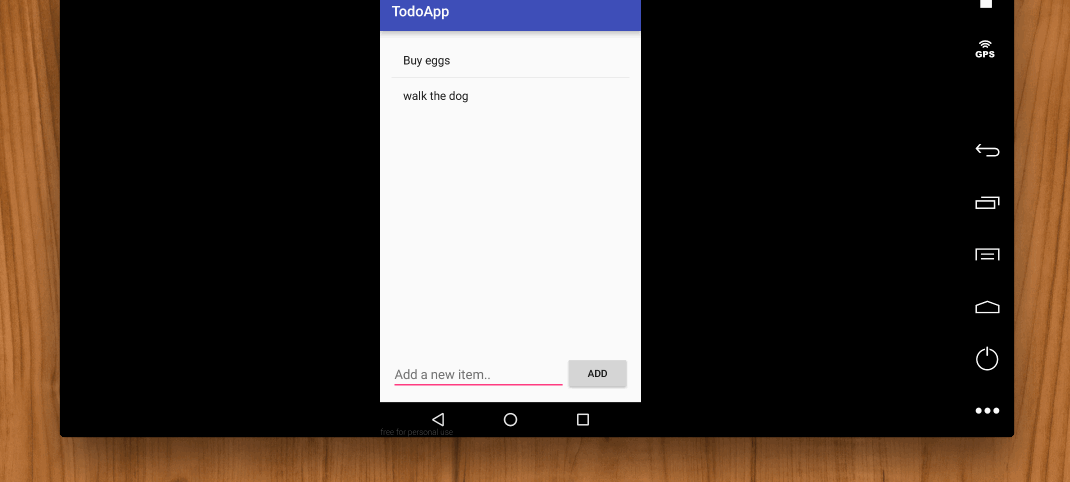 TodoApp
GPS
Buy eggs
walk the dog
Add a new item..
ADD
free for personal use